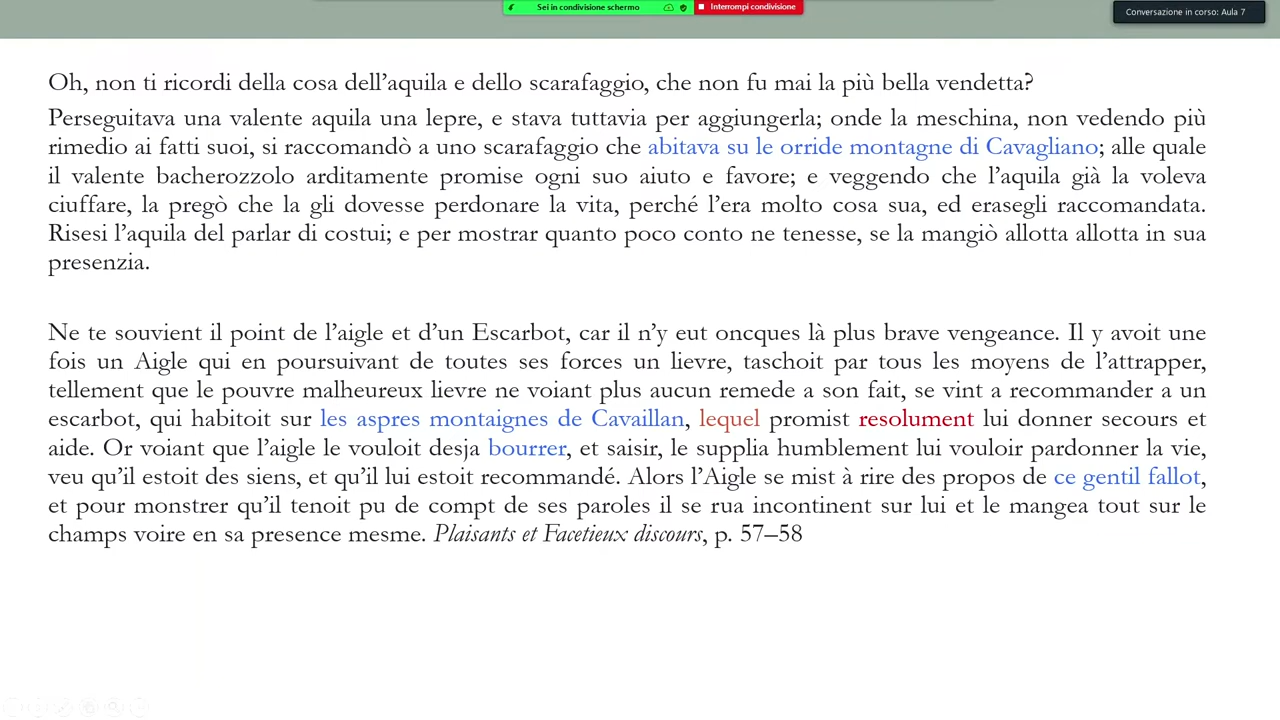 Sei in condivisione schermo
Interrompi condivisione
Conversazione in corso: Aula 7
Oh, non ti ricordi della cosa dell’aquila e dello scarafaggio, che non fu mai la più bella vendetta?
Perseguitava una valente aquila una lepre, e stava tuttavia per aggiungerla; onde la meschina, non vedendo più
rimedio ai fatti suoi, si raccomandò a uno scarafaggio che abitava su le orride montagne di Cavagliano; alle quale
il valente bacherozzolo arditamente promise ogni suo aiuto e favore; e veggendo che l’aquila già la voleva
ciuffare, la pregò che la gli dovesse perdonare la vita, perché l’era molto cosa sua, ed erasegli raccomandata.
Risesi l’aquila del parlar di costui; e per mostrar quanto poco conto ne tenesse, se la mangiò allotta allotta in sua
presenzia.
Ne te souvient il point de l’aigle et d’un Escarbot, car il n’y eut oncques là plus brave vengeance. Il y avoit une
fois un Aigle qui en poursuivant de toutes ses forces un lievre, taschoit par tous les moyens de l’attrapper,
tellement que le pouvre malheureux lievre ne voiant plus aucun remede a son fait, se vint a recommander a un
escarbot, qui habitoit sur les aspres montaignes de Cavaillan, lequel promist resolument lui donner secours et
aide. Or voiant que l’aigle le vouloit desja bourrer, et saisir, le supplia humblement lui vouloir pardonner la vie,
veu qu’il estoit des siens, et qu’il lui estoit recommandé. Alors l’Aigle se mist à rire des propos de ce gentil fallot,
et pour monstrer qu’il tenoit pu de compt de ses paroles il se rua incontinent sur lui et le mangea tout sur le
champs voire en sa presence mesme. Plaisants et Facetieux discours, p. 57–58